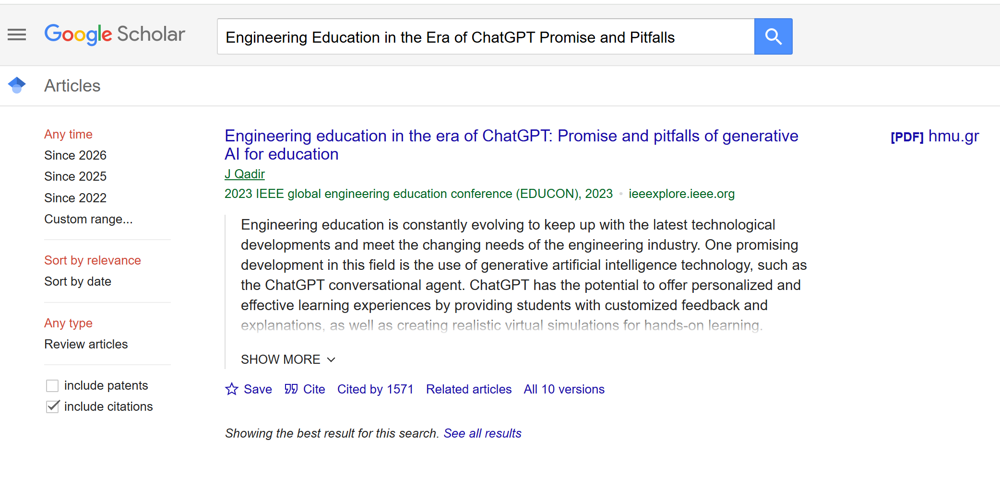 Google Scholar
Engineering Education in the Era of ChatGPT Promise and Pitfalls
Articles
Any time
Since 2026
Since 2025
Since 2022
Custom range...
Sort by relevance
Sort by date
Any type
Review articles
include patents
include citations
Engineering education in the era of ChatGPT: Promise and pitfalls of generative
AI for education
[PDF] hmu.gr
J Qadir
2023 IEEE global engineering education conference (EDUCON), 2023 • ieeexplore.ieee.org
Engineering education is constantly evolving to keep up with the latest technological
developments and meet the changing needs of the engineering industry. One promising
development in this field is the use of generative artificial intelligence technology, such as
the ChatGPT conversational agent. ChatGPT has the potential to offer personalized and
effective learning experiences by providing students with customized feedback and
explanations, as well as creating realistic virtual simulations for hands-on learning.
SHOW MORE
Save Cite Cited by 1571 Related articles All 10 versions
Showing the best result for this search. See all results